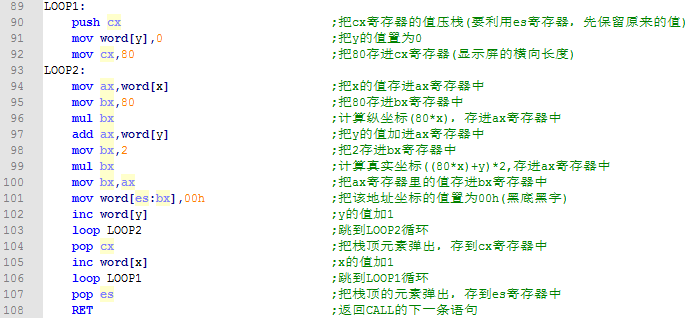 89 LOOP1:
90 push cx ;把cx寄存器的值压栈(要利用es寄存器，先保留原来的值)
91 mov word[y],0 ;把y的值置为0
92 mov cx,80 ;把80存进cx寄存器(显示屏的横向长度)
93 LOOP2:
94 mov ax,word[x] ;把x的值存进ax寄存器中
95 mov bx,80 ;把80存进bx寄存器中
96 mul bx ;计算纵坐标(80*x)，存进ax寄存器中
97 add ax,word[y] ;把y的值加进ax寄存器中
98 mov bx,2 ;把2存进bx寄存器中
99 mul bx ;计算真实坐标((80*x)+y)*2,存进ax寄存器中
100 mov bx,ax ;把ax寄存器里的值存进bx寄存器中
101 mov word[es:bx],00h ;把该地址坐标的值置为00h(黑底黑字)
102 inc word[y] ;y的值加1
103 loop LOOP2 ;跳到LOOP2循环
104 pop cx ;把栈顶元素弹出，存到cx寄存器中
105 inc word[x] ;x的值加1
106 loop LOOP1 ;跳到LOOP1循环
107 pop es ;把栈顶的元素弹出，存到es寄存器中
108 RET ;返回CALL的下一条语句